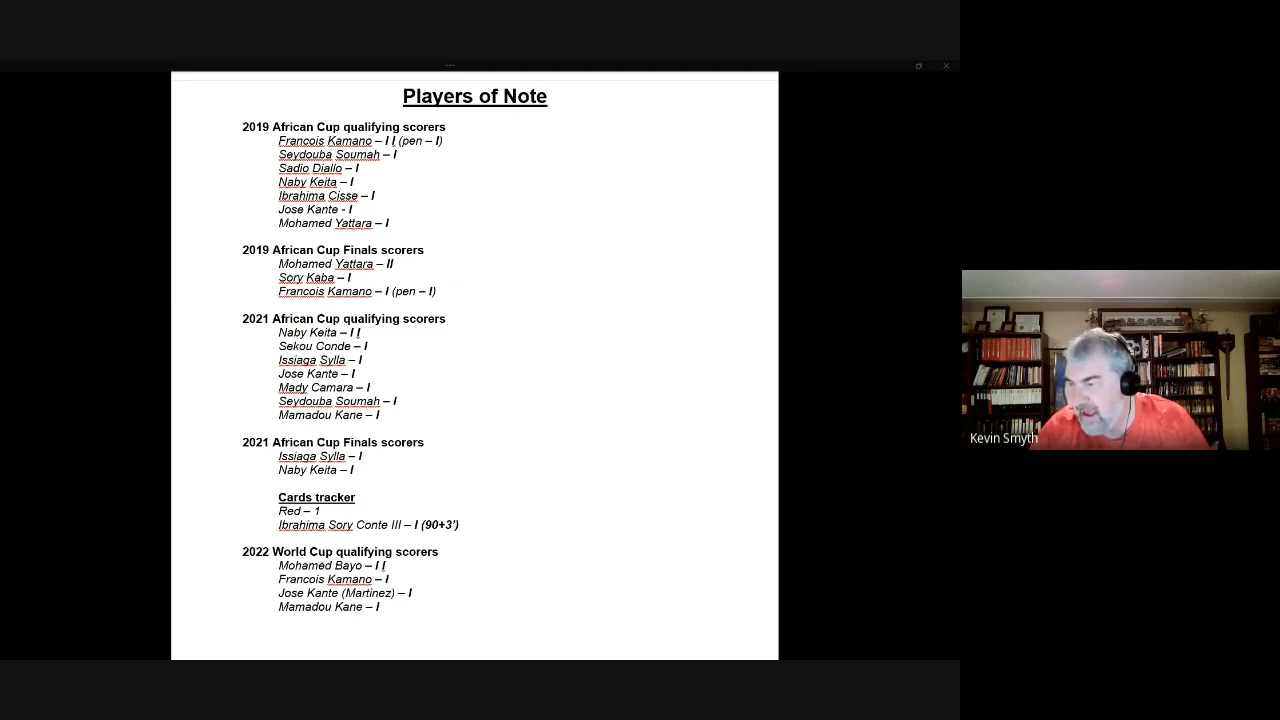 Players of Note
2019 African Cup qualifying scorers
Francois Kamano – I I (pen – I)
Seydouba Soumah – I
Sadio Diallo – I
Naby Keita – I
Ibrahima Cisse – I
Jose Kante - I
Mohamed Yattara – I
2019 African Cup Finals scorers
Mohamed Yattara – II
Sory Kaba – I
Francois Kamano – I (pen – I)
2021 African Cup qualifying scorers
Naby Keita – I I
Sekou Conde – I
Issiaga Sylla – I
Jose Kante – I
Mady Camara – I
Seydouba Soumah – I
Mamadou Kane – I
2021 African Cup Finals scorers
Issiaga Sylla – I
Naby Keita – I
Cards tracker
Red – 1
Ibrahima Sory Conte III – I (90+3’)
2022 World Cup qualifying scorers
Mohamed Bayo – I I
Francois Kamano – I
Jose Kante (Martinez) – I
Mamadou Kane – I
Kevin Smyth